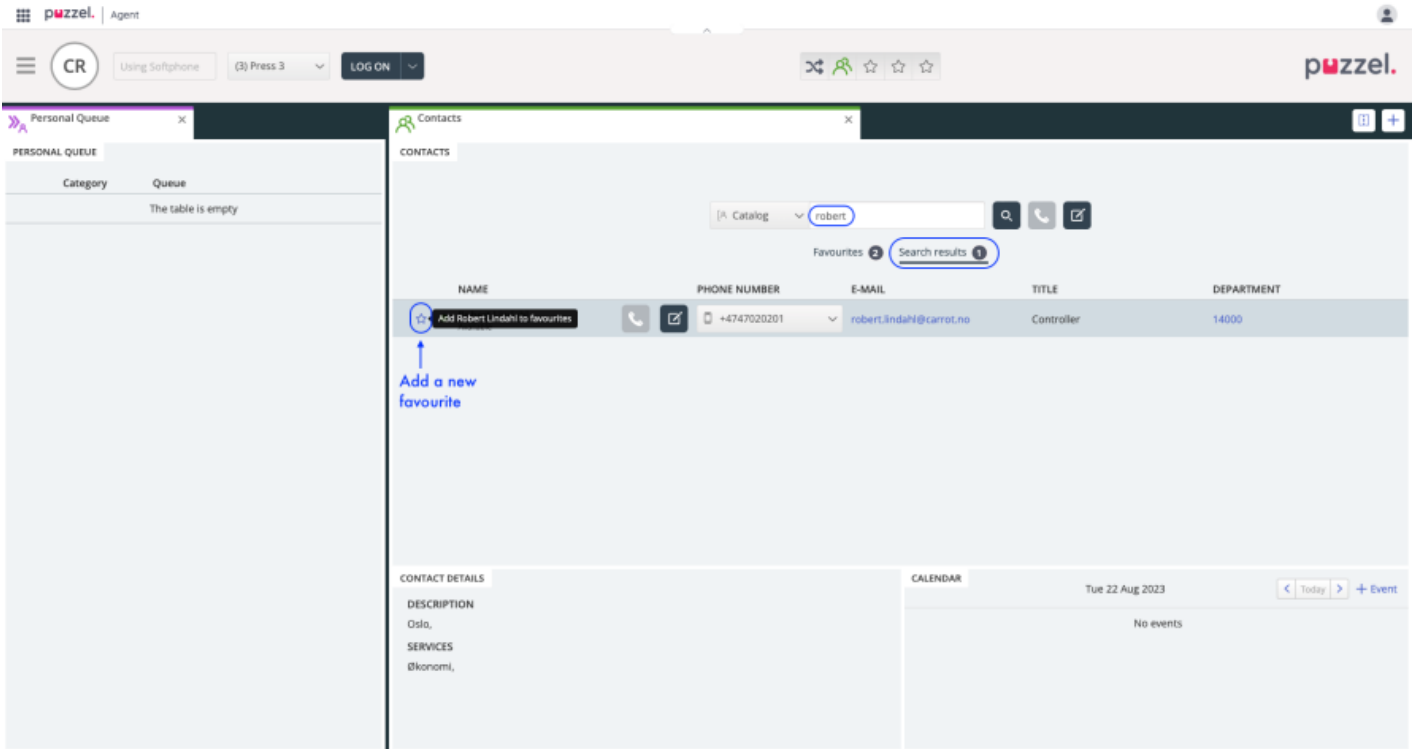 puzzel. Agent
CR Using Softphone (3) Press 3 LOG ON puzzel.
Personal Queue
PERSONAL QUEUE
Category Queue
The table is empty
Contacts
CONTACTS
Catalog robert
Favourites 2 Search results 1
NAME PHONE NUMBER E-MAIL TITLE DEPARTMENT
Add Robert Lindahl to favourites +4747020201 robert.lindahl@carrot.no Controller 14000
Add a new
favourite
CONTACT DETAILS
DESCRIPTION
Oslo,
SERVICES
Økonomi,
CALENDAR
Tue 22 Aug 2023 Today + Event
No events